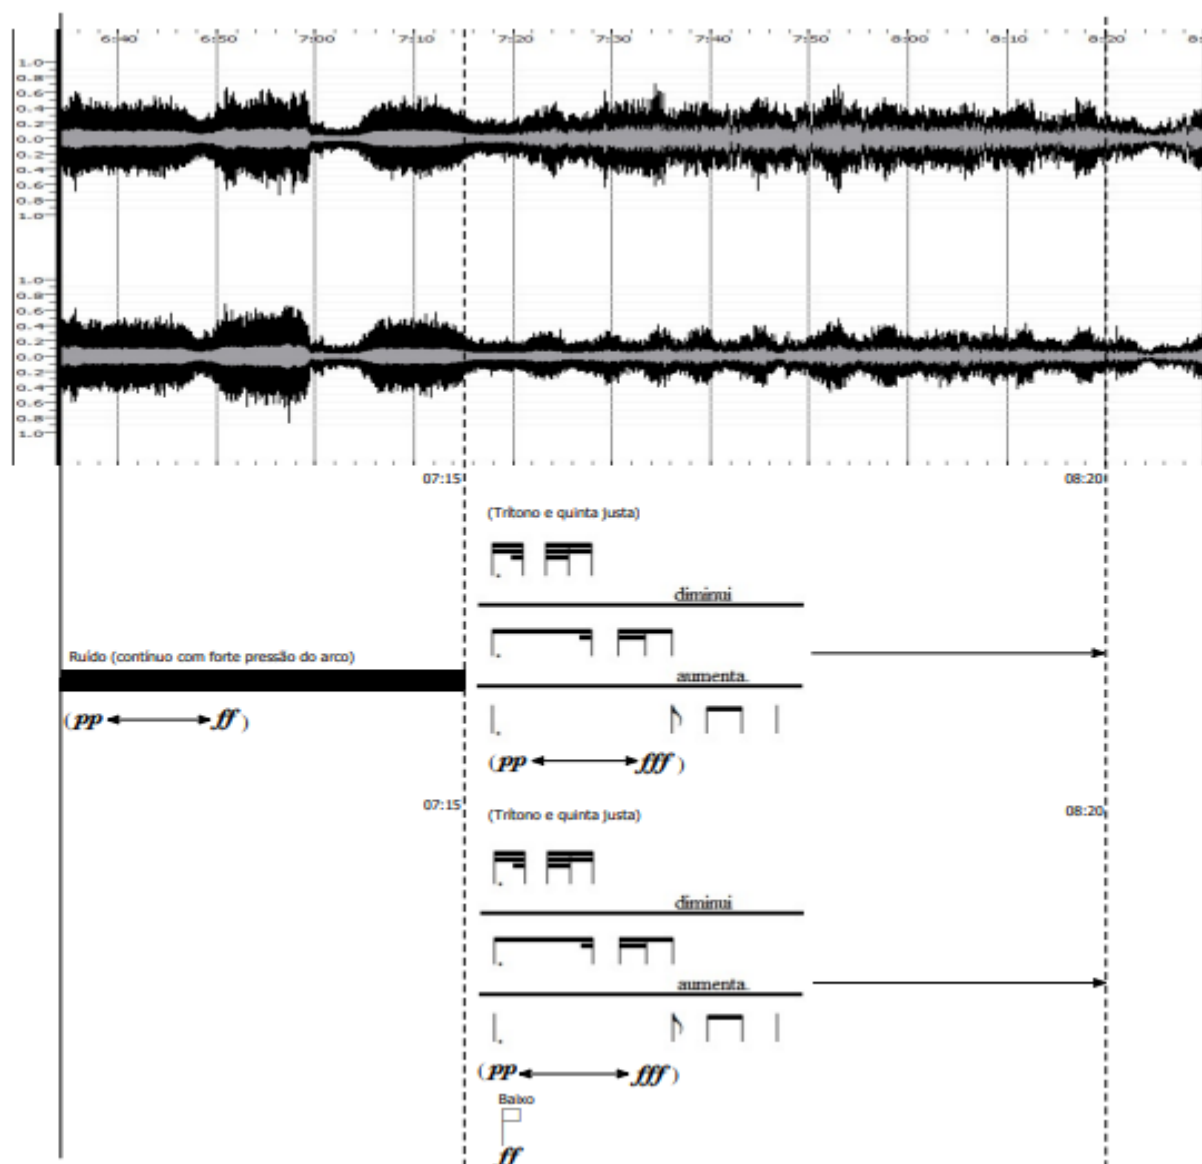 6:40 6:50 7:00 7:10 7:20 7:30 7:40 7:50 8:00 8:10 8:20
1.0
0.8
0.6
0.4
0.2
0.0
0.2
0.4
0.6
0.8
1.0
1.0
0.8
0.6
0.4
0.2
0.0
0.2
0.4
0.6
0.8
1.0
07:15 08:20
(Trítono e quinta justa)
diminui
Ruído (contínuo com forte pressão do arco)
aumenta.
(pp ff)
(pp fff)
07:15 08:20
(Trítono e quinta justa)
diminui
aumenta.
(pp fff)
Baixo
ff